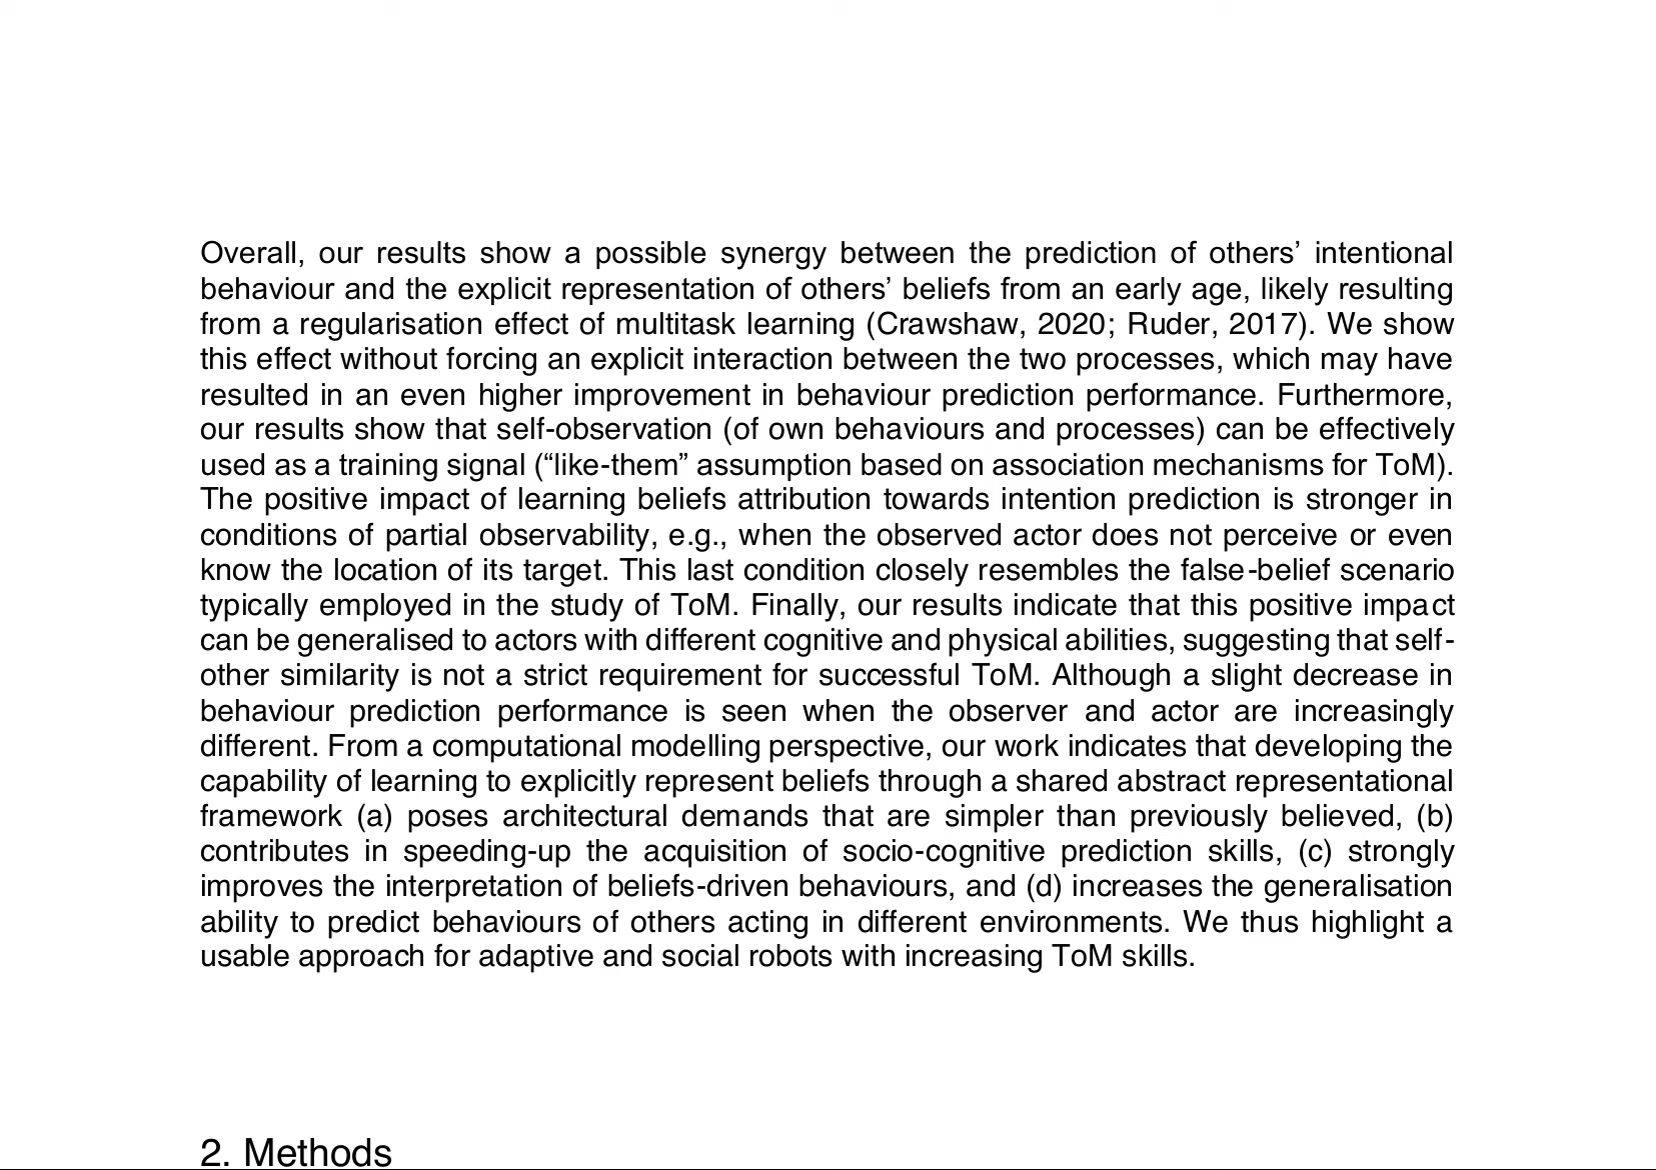 Overall, our results show a possible synergy between the prediction of others’ intentional
behaviour and the explicit representation of others’ beliefs from an early age, likely resulting
from a regularisation effect of multitask learning (Crawshaw, 2020; Ruder, 2017). We show
this effect without forcing an explicit interaction between the two processes, which may have
resulted in an even higher improvement in behaviour prediction performance. Furthermore,
our results show that self-observation (of own behaviours and processes) can be effectively
used as a training signal (“like-them” assumption based on association mechanisms for ToM).
The positive impact of learning beliefs attribution towards intention prediction is stronger in
conditions of partial observability, e.g., when the observed actor does not perceive or even
know the location of its target. This last condition closely resembles the false-belief scenario
typically employed in the study of ToM. Finally, our results indicate that this positive impact
can be generalised to actors with different cognitive and physical abilities, suggesting that self-
other similarity is not a strict requirement for successful ToM. Although a slight decrease in
behaviour prediction performance is seen when the observer and actor are increasingly
different. From a computational modelling perspective, our work indicates that developing the
capability of learning to explicitly represent beliefs through a shared abstract representational
framework (a) poses architectural demands that are simpler than previously believed, (b)
contributes in speeding-up the acquisition of socio-cognitive prediction skills, (c) strongly
improves the interpretation of beliefs-driven behaviours, and (d) increases the generalisation
ability to predict behaviours of others acting in different environments. We thus highlight a
usable approach for adaptive and social robots with increasing ToM skills.
2. Methods